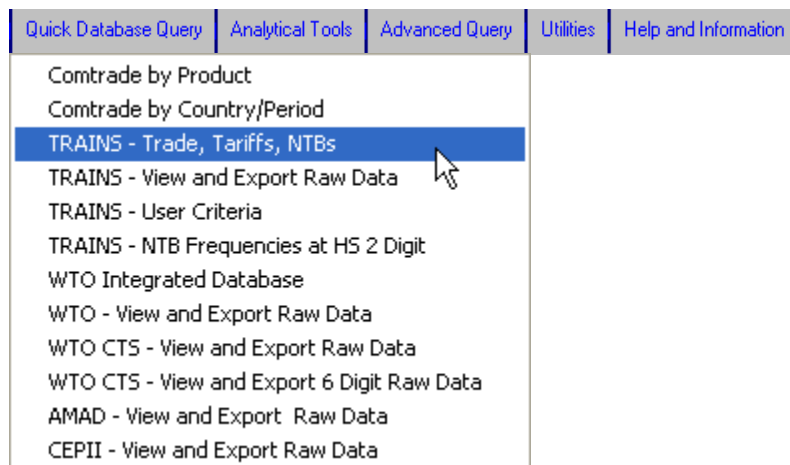 Quick Database Query Analytical Tools Advanced Query Utilities Help and Information
Comtrade by Product
Comtrade by Country/Period
TRAINS - Trade, Tariffs, NTBs
TRAINS - View and Export Raw Data
TRAINS - User Criteria
TRAINS - NTB Frequencies at HS 2 Digit
WTO Integrated Database
WTO - View and Export Raw Data
WTO CTS - View and Export Raw Data
WTO CTS - View and Export 6 Digit Raw Data
AMAD - View and Export  Raw Data
CEPII - View and Export Raw Data